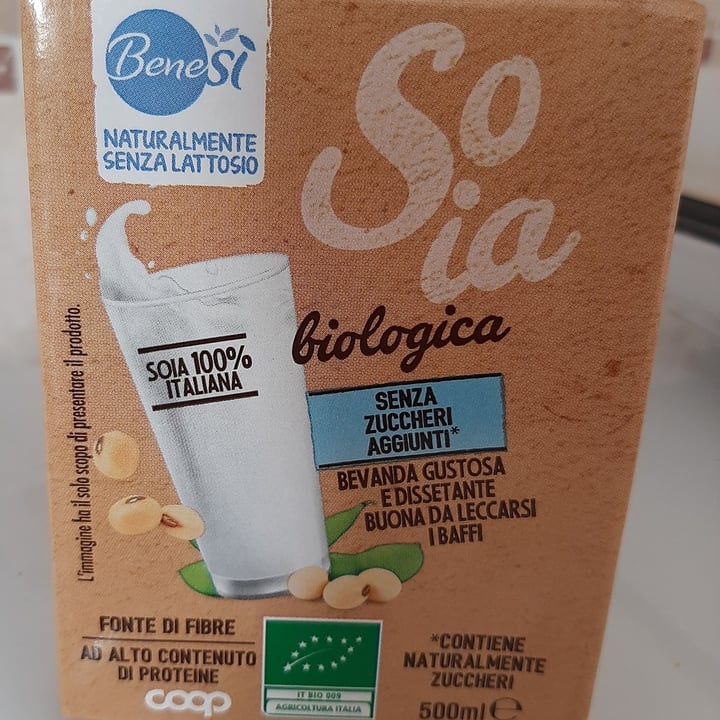 BeneSì
NATURALMENTE
SENZA LATTOSIO
Soia
biologica
SOIA 100%
ITALIANA
SENZA
ZUCCHERI
AGGIUNTI*
BEVANDA GUSTOSA
E DISSETANTE
BUONA DA LECCARSI
I BAFFI
L'immagine ha il solo scopo di presentare il prodotto.
FONTE DI FIBRE
AD ALTO CONTENUTO
DI PROTEINE
coop
IT BIO 009
AGRICOLTURA ITALIA
*CONTIENE
NATURALMENTE
ZUCCHERI
500ml e